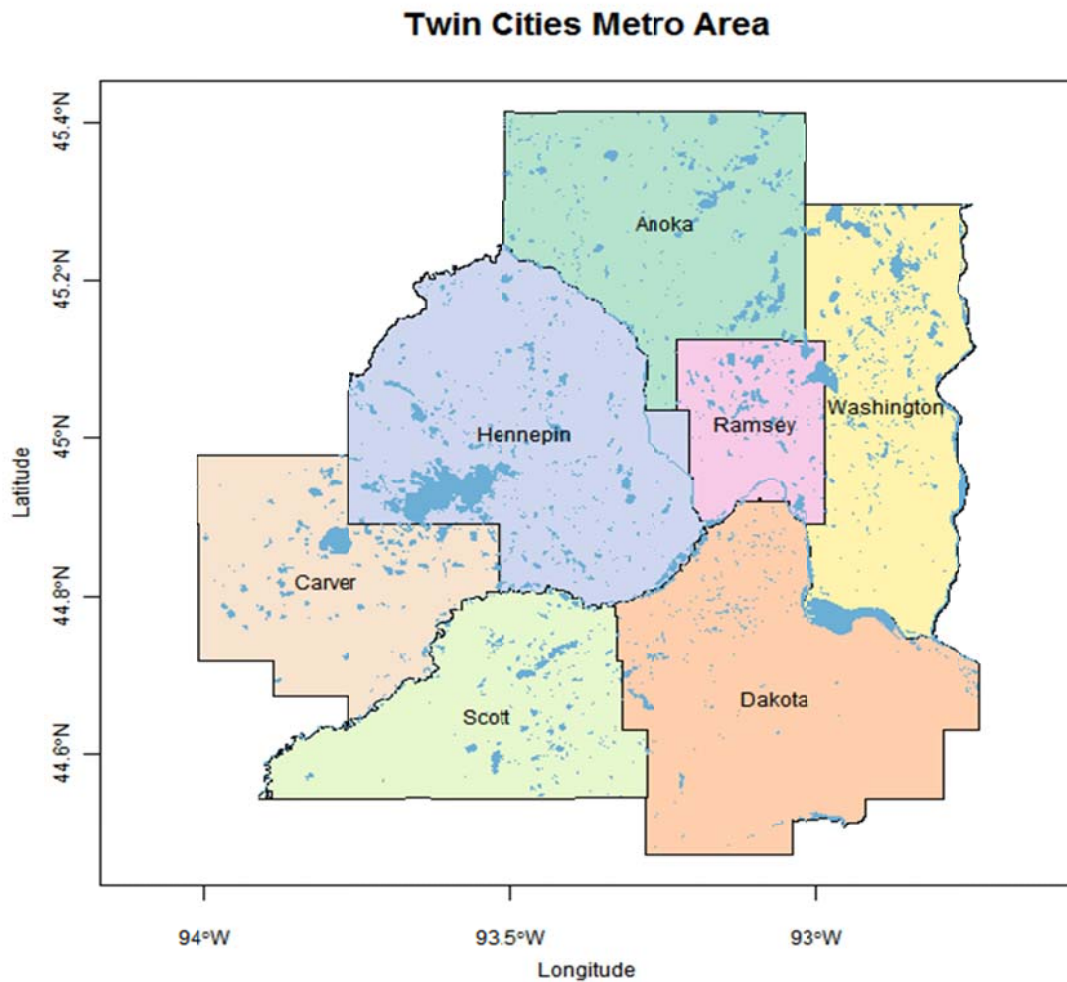 Twin Cities Metro Area
45.4°N
45.2°N
45°N
44.8°N
44.6°N
Latitude
Anoka
Washington
Ramsey
Hennepin
Carver
Dakota
Scott
94°W
93.5°W
93°W
Longitude